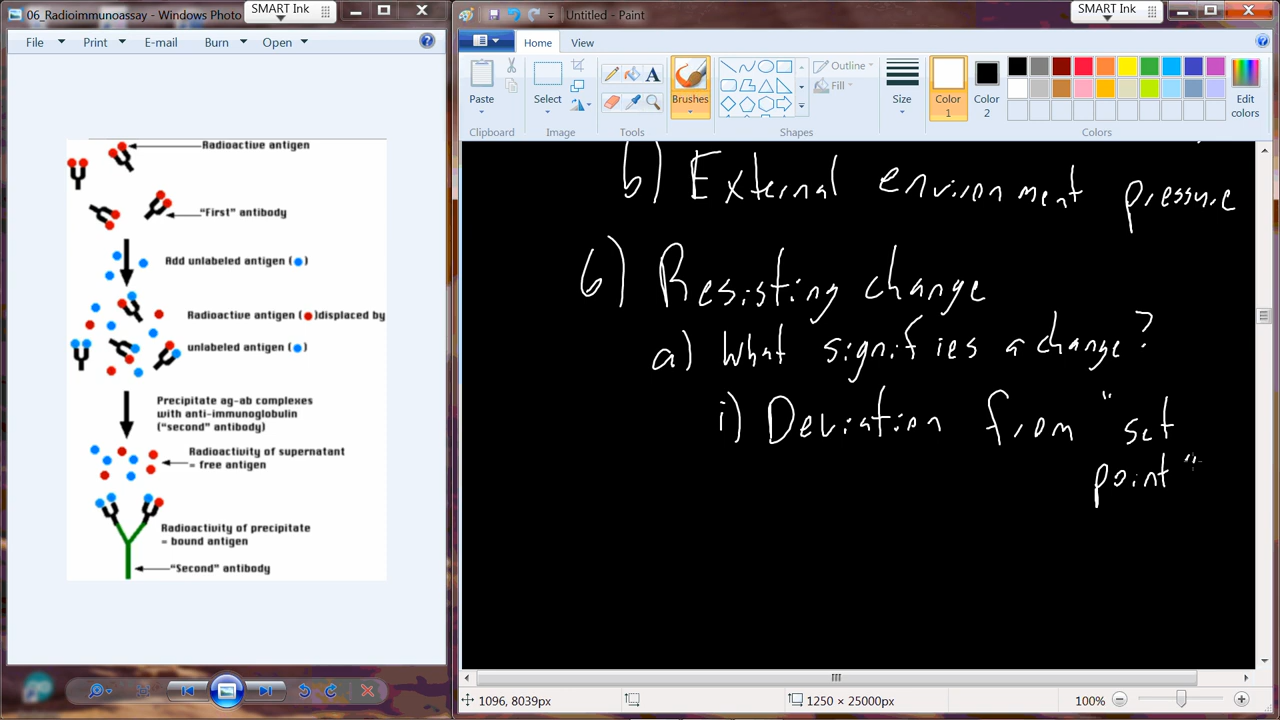 06_Radioimmunoassay - Windows Photo
SMART Ink
File Print E-mail Burn Open
Radioactive antigen
"First" antibody
Add unlabeled antigen ( )
Radioactive antigen ( )displaced by
unlabeled antigen ( )
Precipitate ag-ab complexes
with anti-immunoglobulin
("second" antibody)
Radioactivity of supernatant
= free antigen
Radioactivity of precipitate
= bound antigen
"Second" antibody
Untitled - Paint
SMART Ink
Home View
Paste
Select
Brushes
Outline
Fill
Size
Color
1
Color
2
Edit
colors
Clipboard Image Tools Shapes Colors
b) External environment pressure
6) Resisting change
a) What signifies a change?
i) Deviation from "set
point"
1096, 8039px
1250 × 25000px
100%